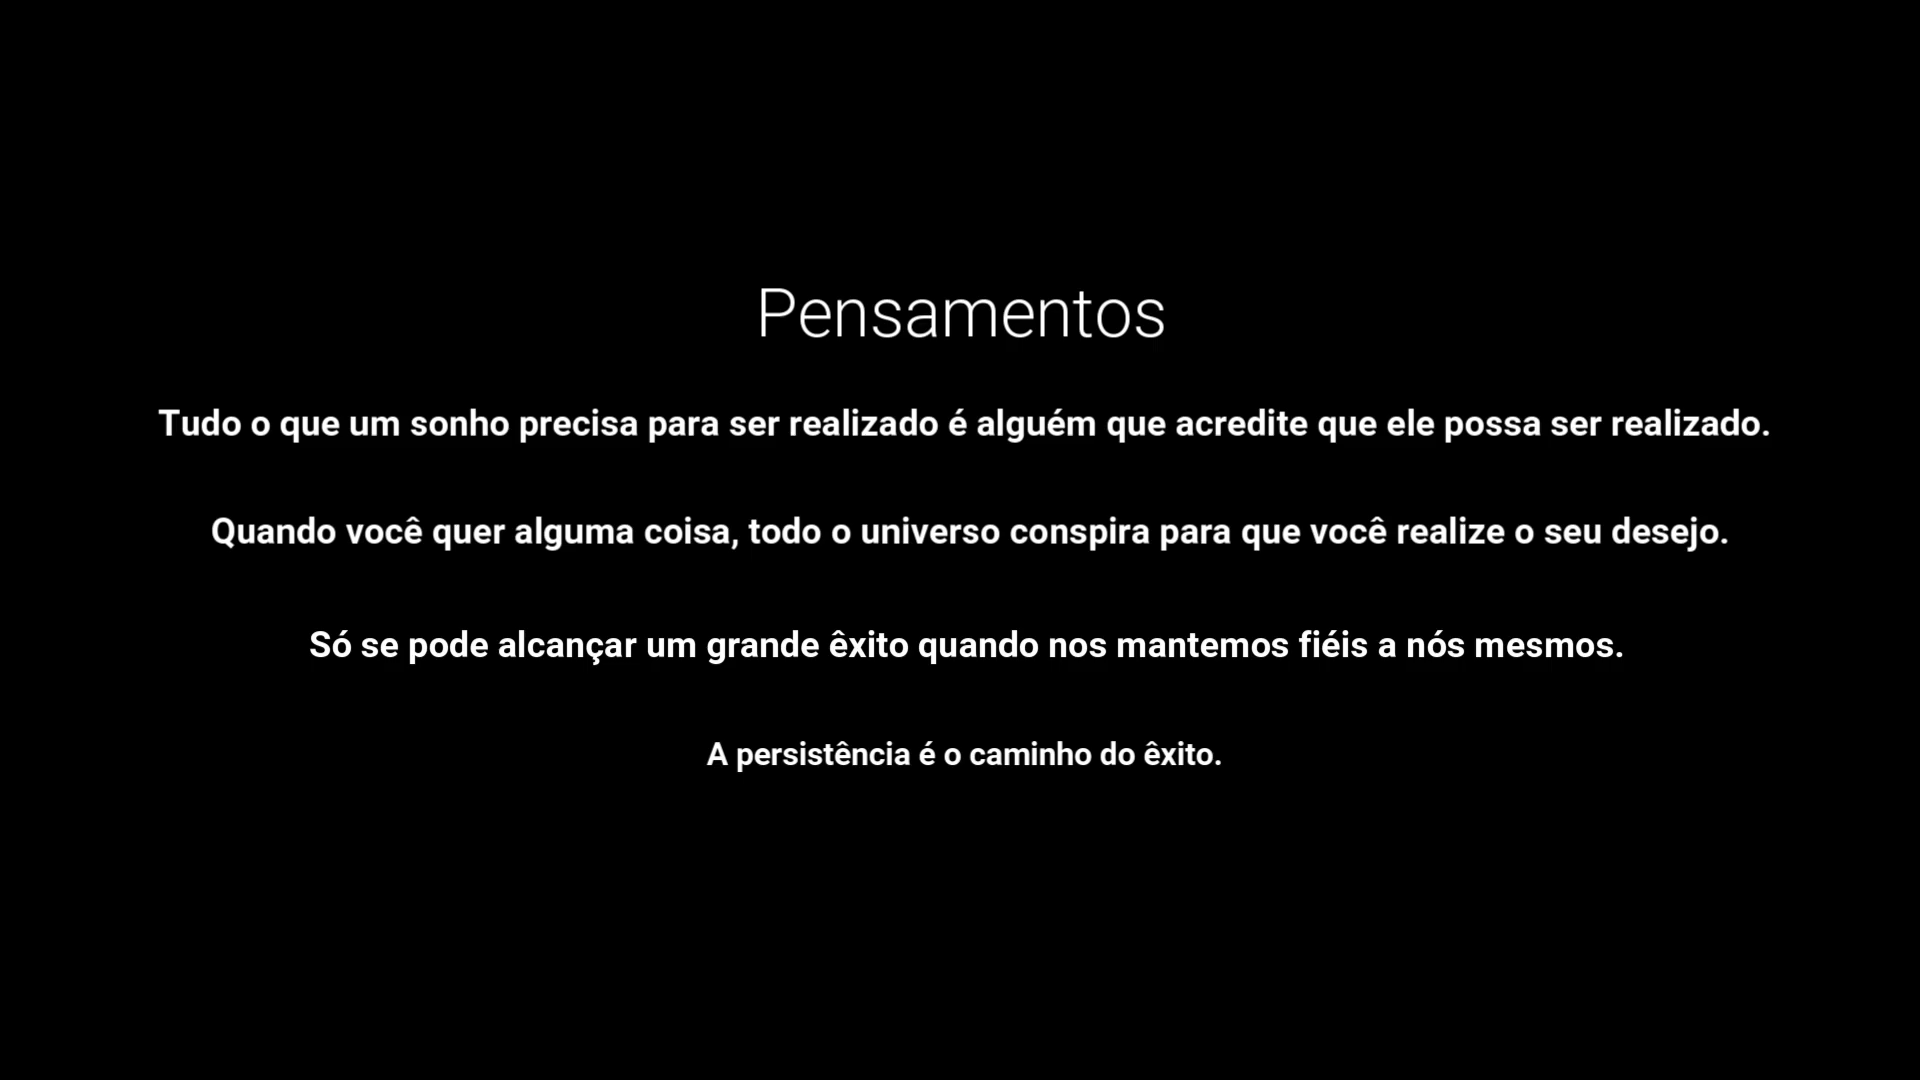 Pensamentos
Tudo o que um sonho precisa para ser realizado é alguém que acredite que ele possa ser realizado.
Quando você quer alguma coisa, todo o universo conspira para que você realize o seu desejo.
Só se pode alcançar um grande êxito quando nos mantemos fiéis a nós mesmos.
A persistência é o caminho do êxito.